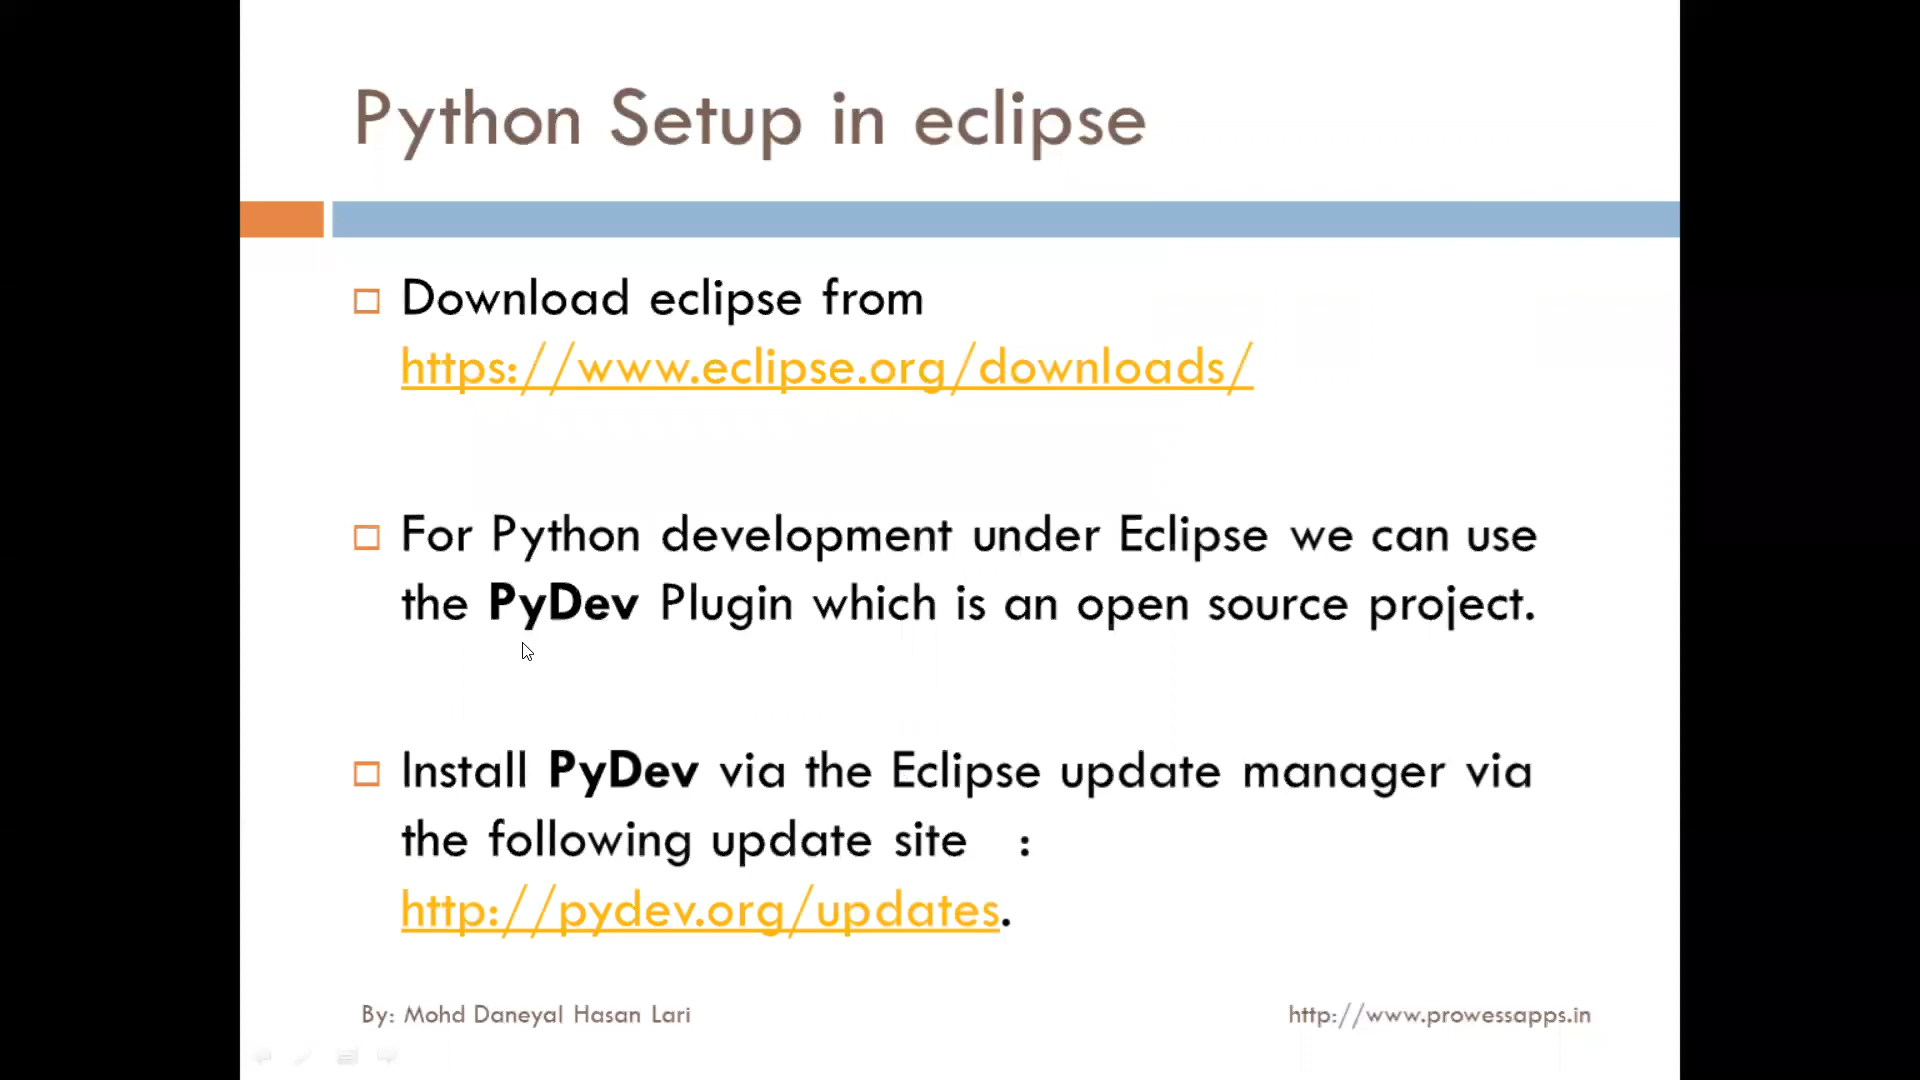 Python Setup in eclipse
Download eclipse from
https://www.eclipse.org/downloads/
For Python development under Eclipse we can use
the PyDev Plugin which is an open source project.
Install PyDev via the Eclipse update manager via
the following update site :
http://pydev.org/updates.
By: Mohd Daneyal Hasan Lari
http://www.prowessapps.in